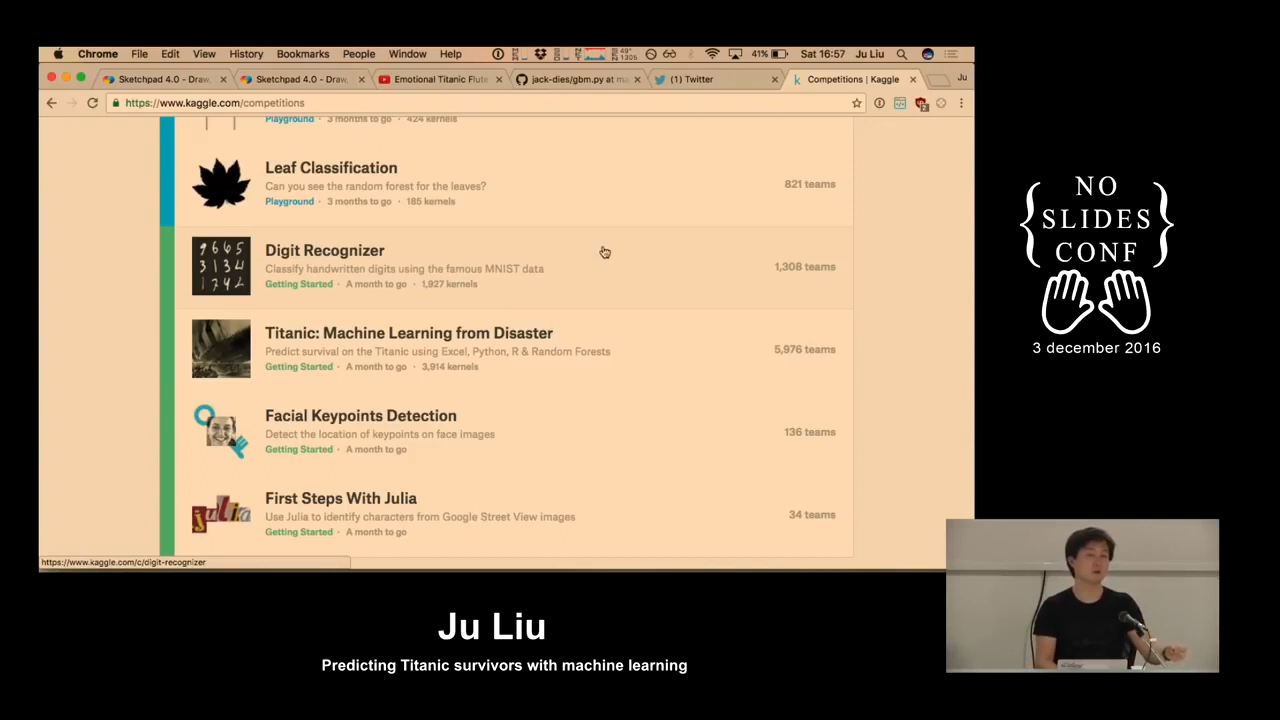 Chrome File Edit View History Bookmarks People Window Help
49°
1305
41% Sat 16:57 Ju Liu
Sketchpad 4.0 - Draw,
Sketchpad 4.0 - Draw,
Emotional Titanic Flute
jack-dies/gbm.py at ma
(1) Twitter
Competitions | Kaggle
Ju
https://www.kaggle.com/competitions
Playground · 3 months to go · 424 kernels
Leaf Classification
Can you see the random forest for the leaves?
821 teams
Playground · 3 months to go · 185 kernels
Digit Recognizer
Classify handwritten digits using the famous MNIST data
1,308 teams
Getting Started · A month to go · 1,927 kernels
Titanic: Machine Learning from Disaster
Predict survival on the Titanic using Excel, Python, R & Random Forests
5,976 teams
Getting Started · A month to go · 3,914 kernels
Facial Keypoints Detection
Detect the location of keypoints on face images
136 teams
Getting Started · A month to go
First Steps With Julia
Use Julia to identify characters from Google Street View images
34 teams
Getting Started · A month to go
julia
9665
3134
1742
https://www.kaggle.com/c/digit-recognizer
NO
SLIDES
CONF
3 december 2016
Ju Liu
Predicting Titanic survivors with machine learning